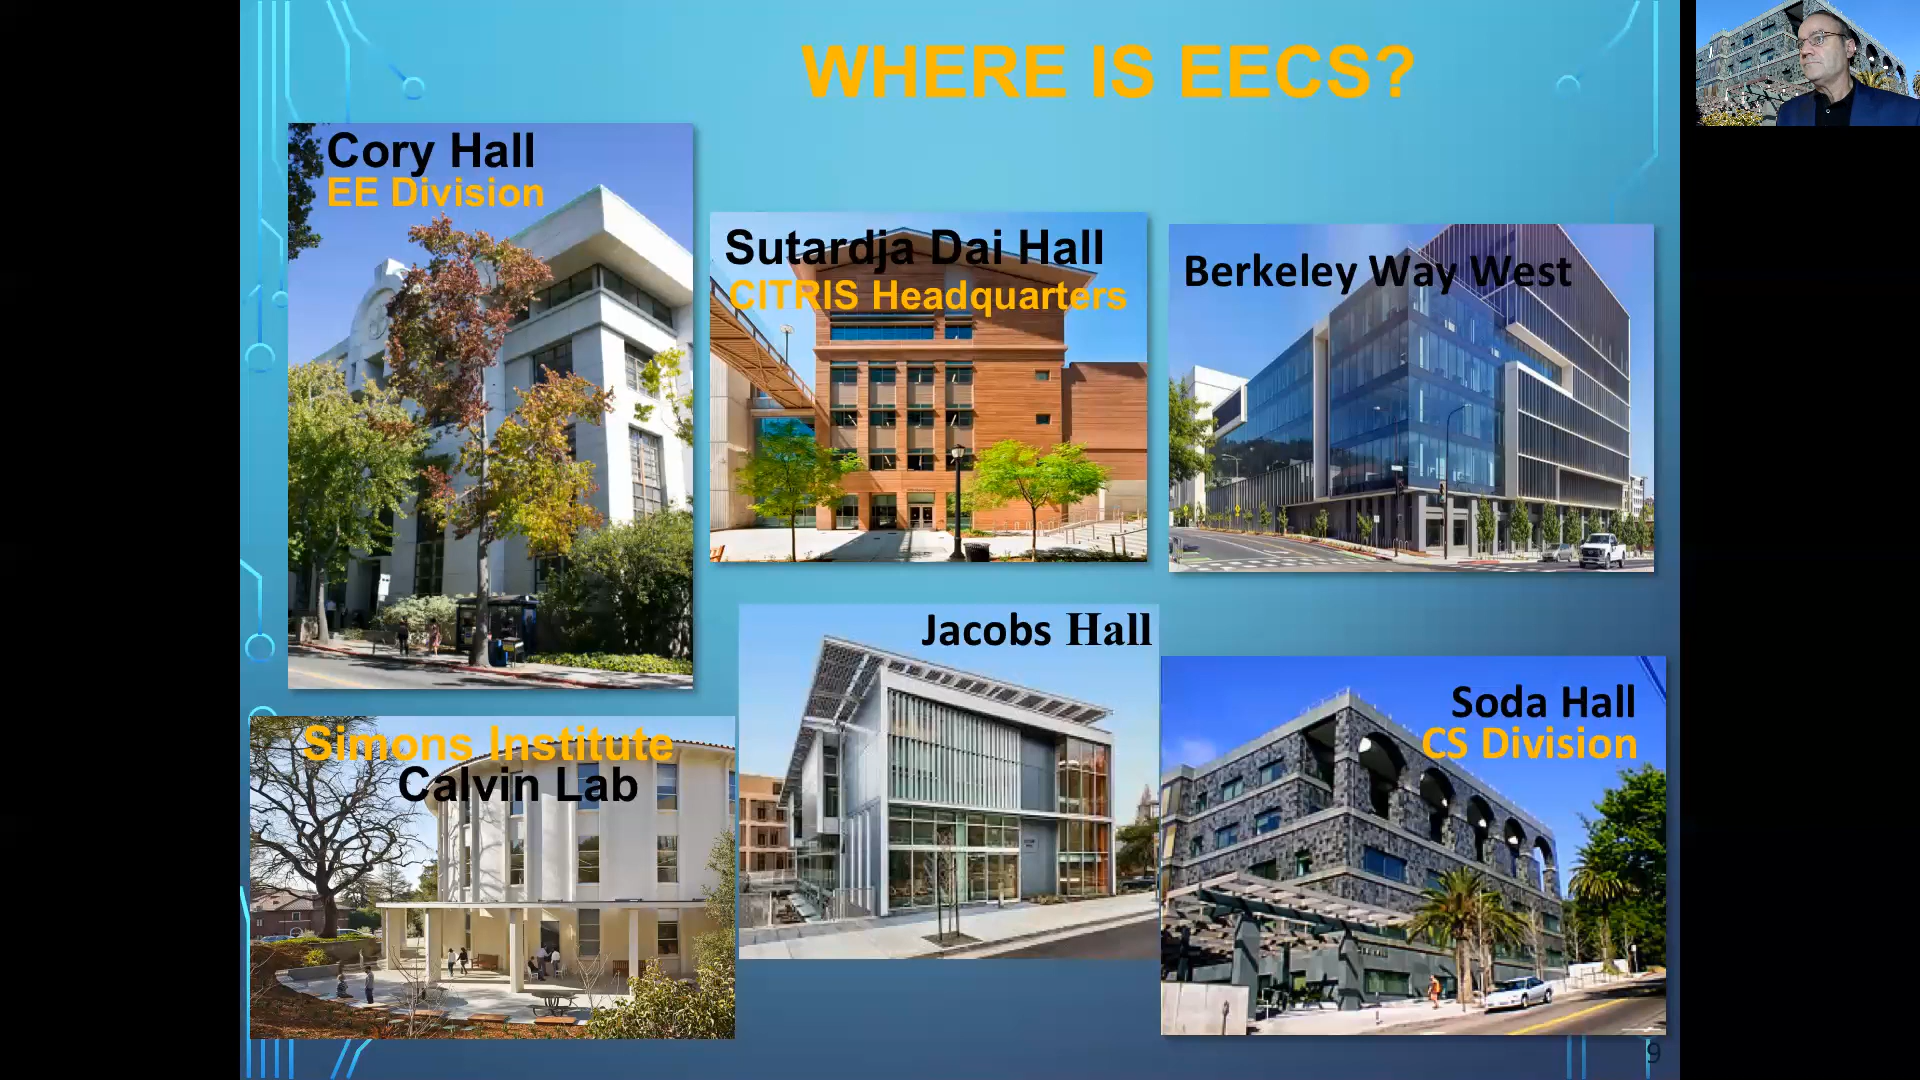 WHERE IS EECS?
Cory Hall
EE Division
Sutardja Dai Hall
CITRIS Headquarters
Berkeley Way West
Simons Institute
Calvin Lab
Jacobs Hall
Soda Hall
CS Division
9